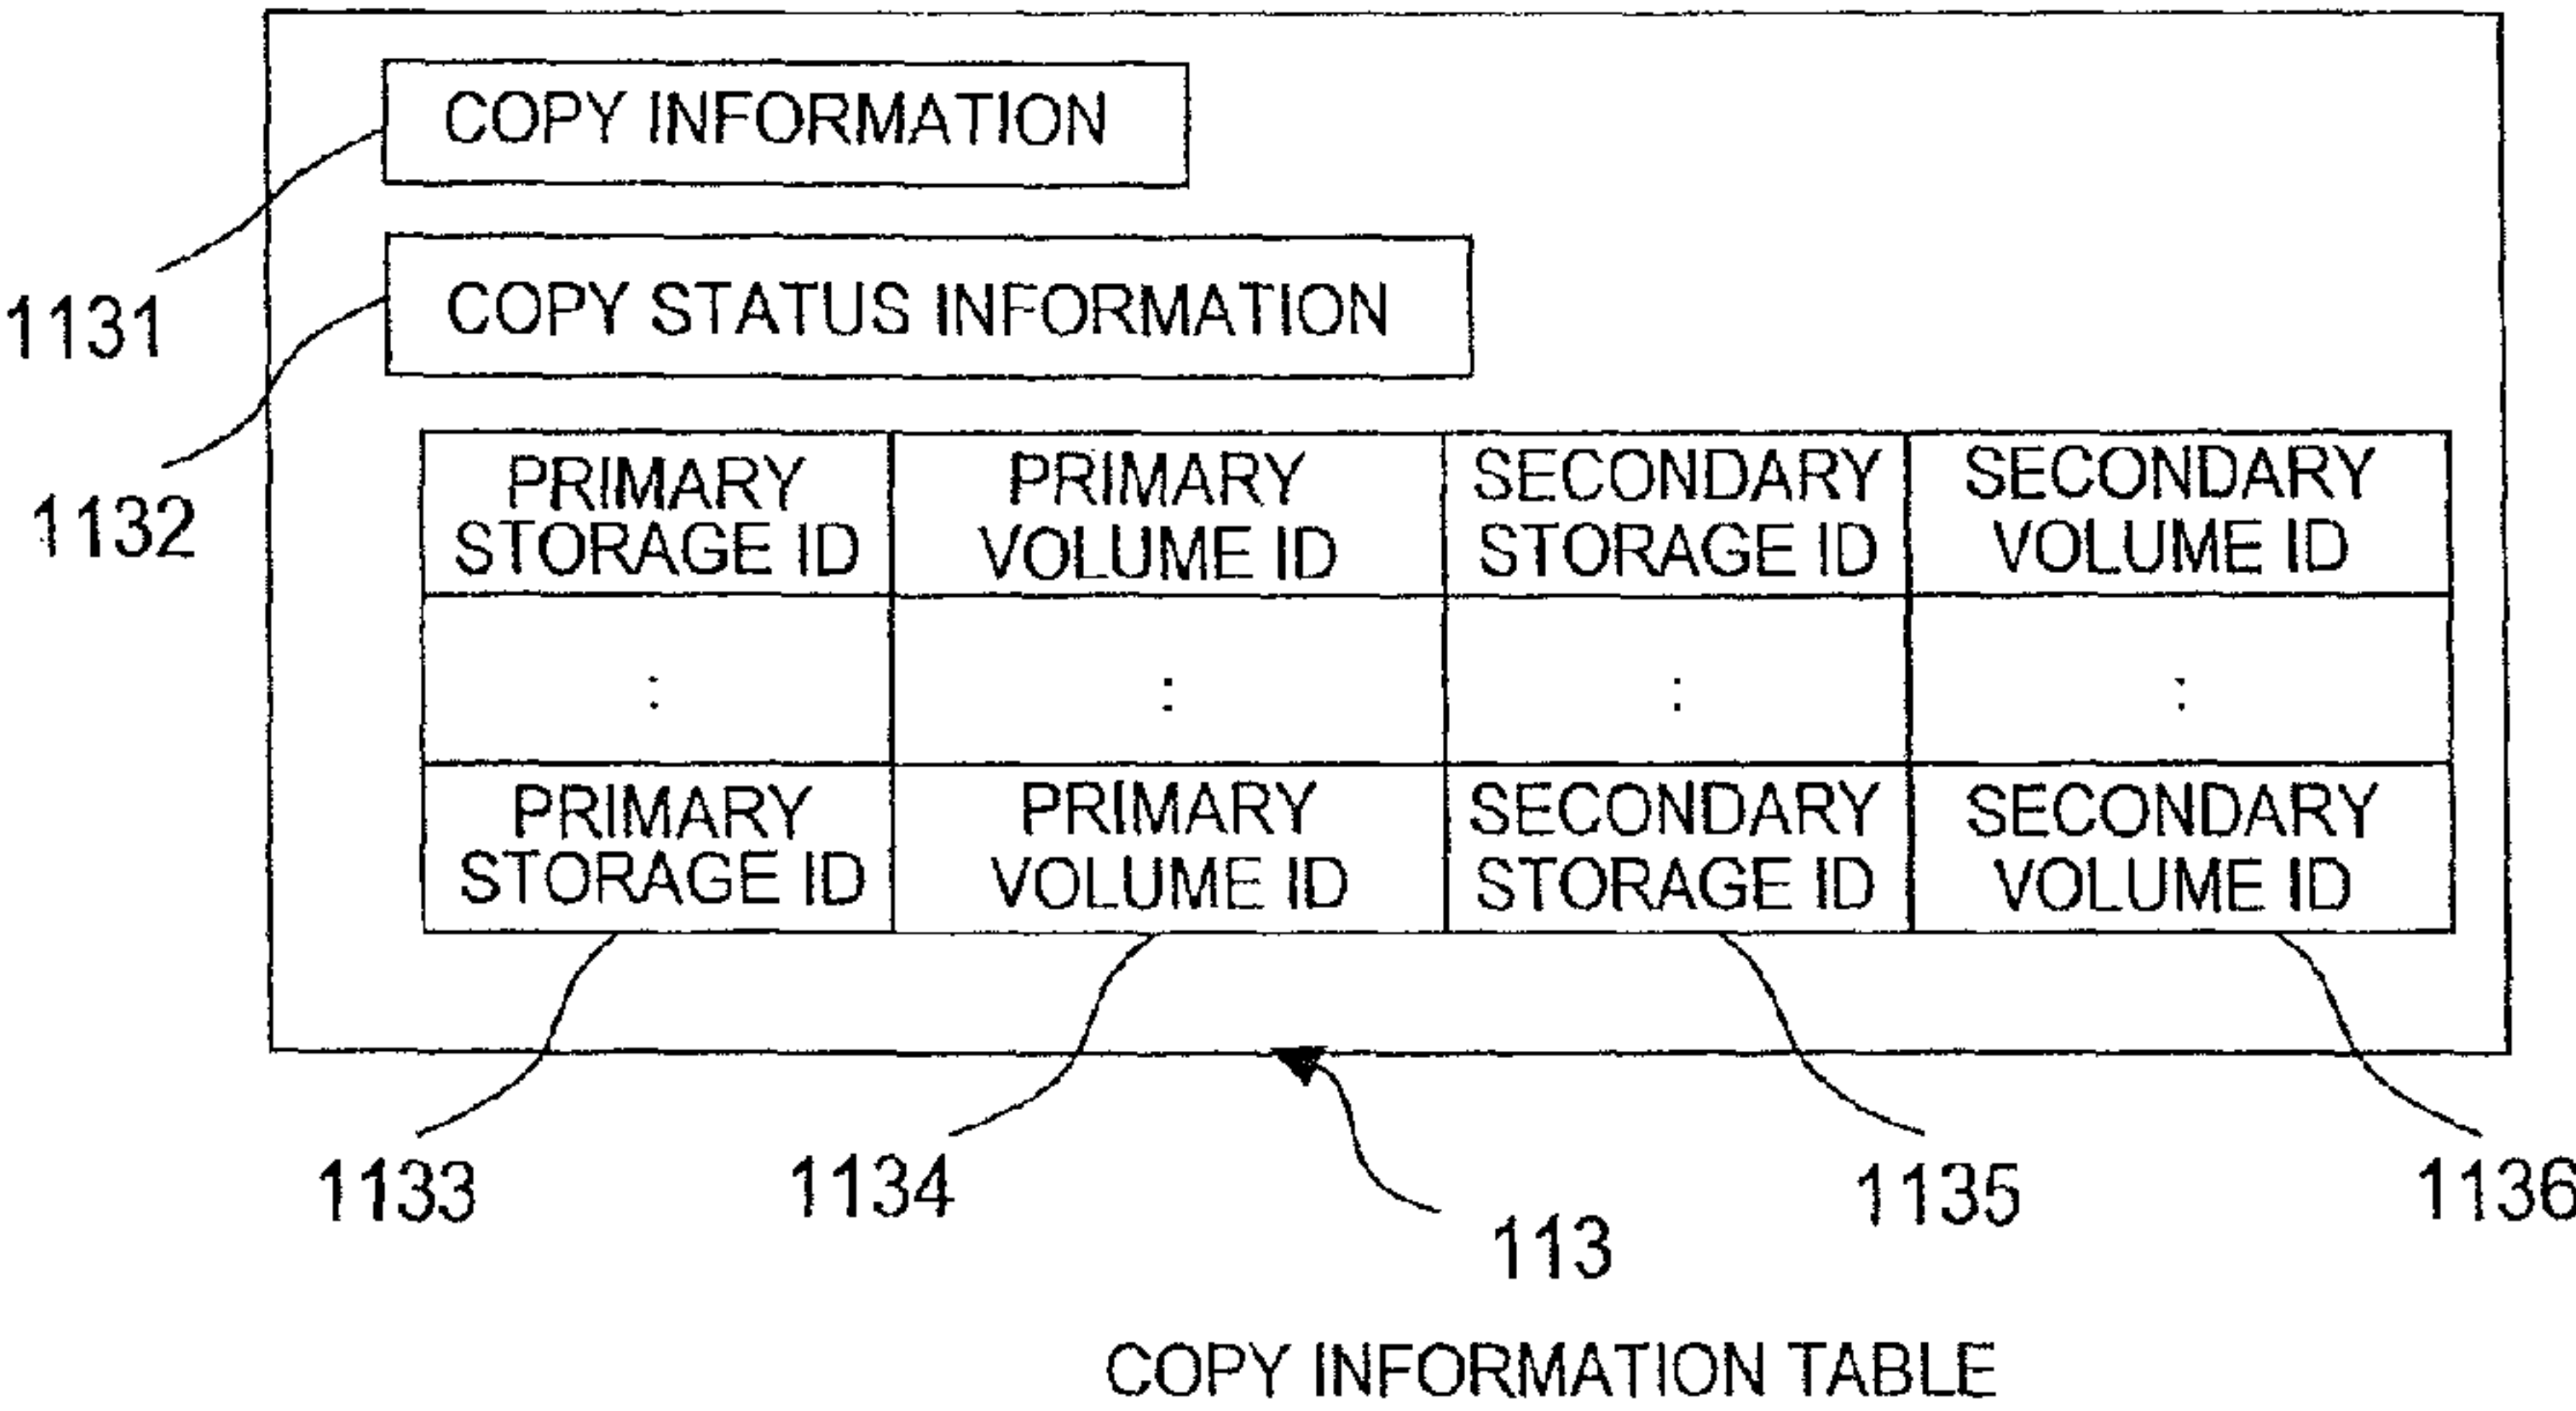 COPY INFORMATION
1131
COPY STATUS INFORMATION
1132
PRIMARY STORAGE ID
PRIMARY VOLUME ID
SECONDARY STORAGE ID
SECONDARY VOLUME ID
:
:
:
:
PRIMARY STORAGE ID
PRIMARY VOLUME ID
SECONDARY STORAGE ID
SECONDARY VOLUME ID
1133
1134
1135
1136
113
COPY INFORMATION TABLE